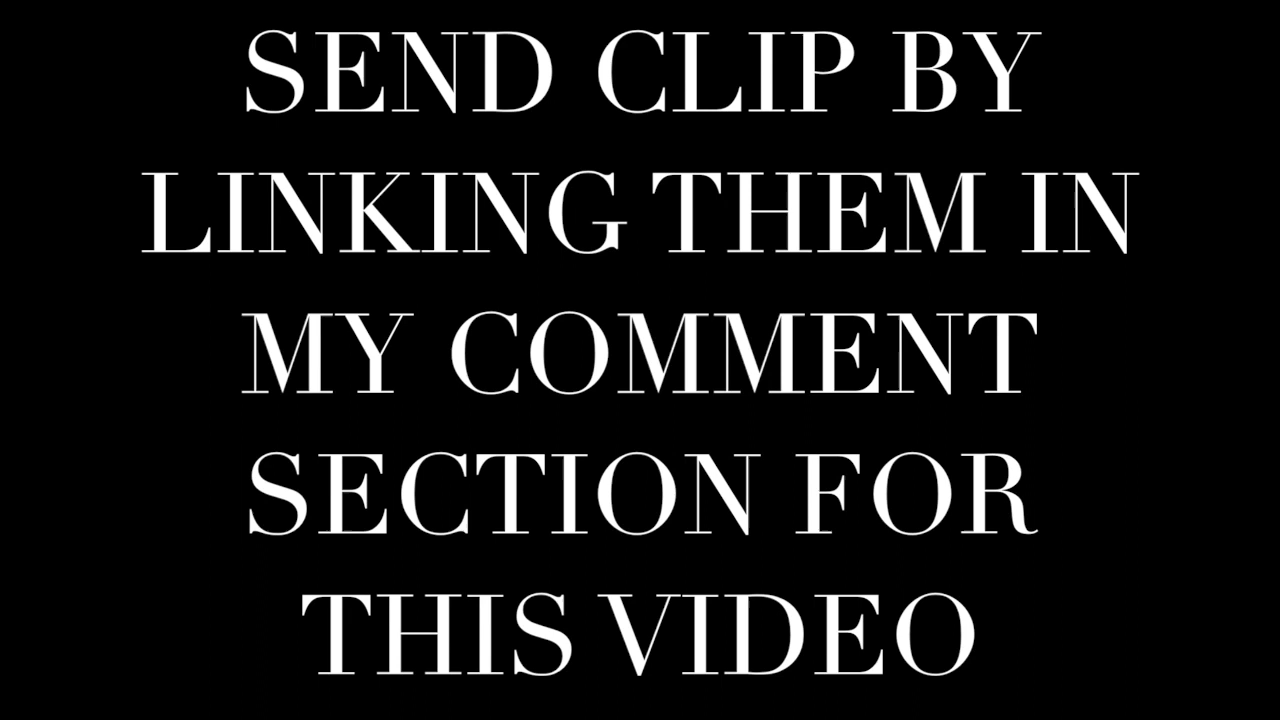 SEND CLIP BY
LINKING THEM IN
MY COMMENT
SECTION FOR
THIS VIDEO